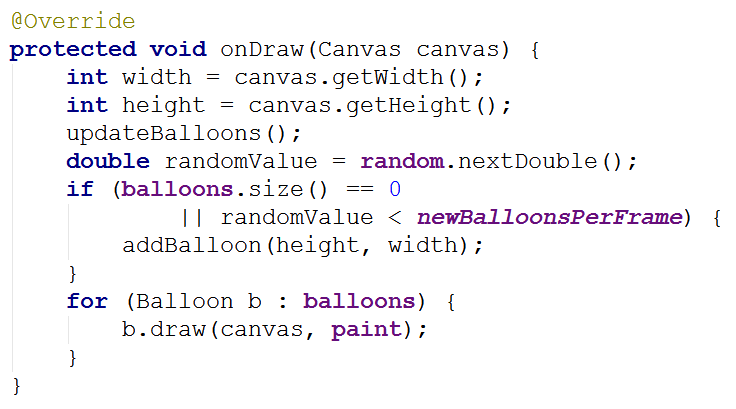 @Override
protected void onDraw(Canvas canvas) {
    int width = canvas.getWidth();
    int height = canvas.getHeight();
    updateBalloons();
    double randomValue = random.nextDouble();
    if (balloons.size() == 0
            || randomValue < newBalloonsPerFrame) {
        addBalloon(height, width);
    }
    for (Balloon b : balloons) {
        b.draw(canvas, paint);
    }
}